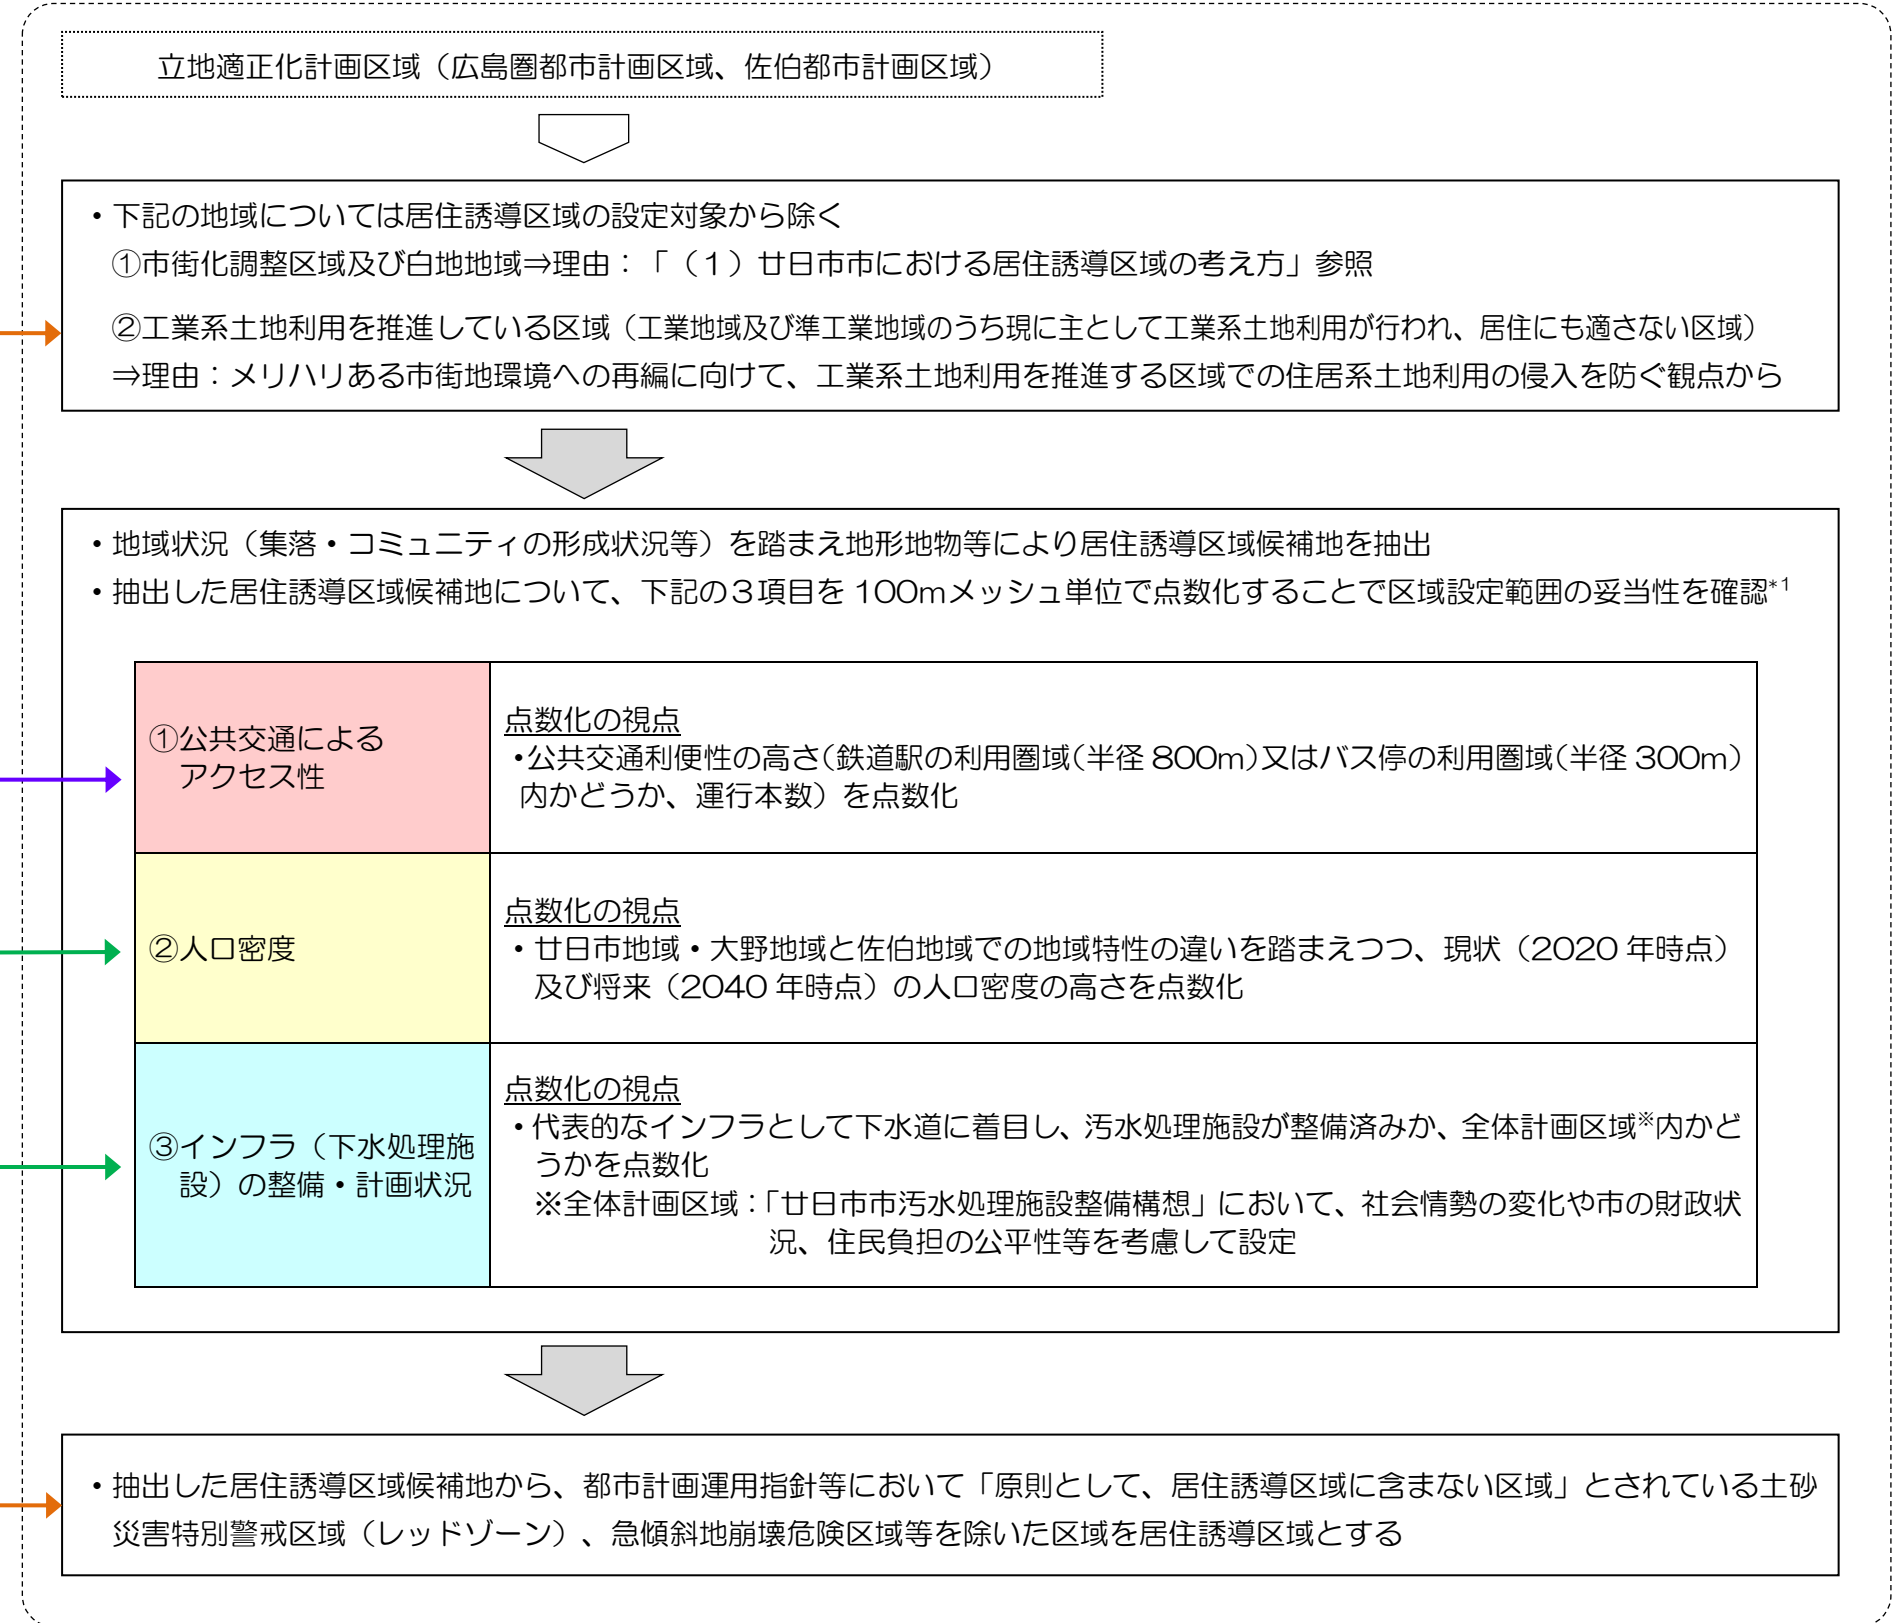 立地適正化計画区域（広島圏都市計画区域、佐伯都市計画区域）
・下記の地域については居住誘導区域の設定対象から除く
①市街化調整区域及び白地地域⇒理由：「（１）廿日市市における居住誘導区域の考え方」参照
②工業系土地利用を推進している区域（工業地域及び準工業地域のうち現に主として工業系土地利用が行われ、居住にも適さない区域）
⇒理由：メリハリある市街地環境への再編に向けて、工業系土地利用を推進する区域での住居系土地利用の侵入を防ぐ観点から
・地域状況（集落・コミュニティの形成状況等）を踏まえ地形地物等により居住誘導区域候補地を抽出
・抽出した居住誘導区域候補地について、下記の３項目を 100mメッシュ単位で点数化することで区域設定範囲の妥当性を確認*1
①公共交通による
アクセス性
点数化の視点
・公共交通利便性の高さ（鉄道駅の利用圏域（半径 800m）又はバス停の利用圏域（半径 300m）
内かどうか、運行本数）を点数化
②人口密度
点数化の視点
・廿日市地域・大野地域と佐伯地域での地域特性の違いを踏まえつつ、現状（2020 年時点）
及び将来（2040 年時点）の人口密度の高さを点数化
③インフラ（下水処理施
設）の整備・計画状況
点数化の視点
・代表的なインフラとして下水道に着目し、汚水処理施設が整備済みか、全体計画区域※内かど
うかを点数化
※全体計画区域：「廿日市市汚水処理施設整備構想」において、社会情勢の変化や市の財政状
況、住民負担の公平性等を考慮して設定
・抽出した居住誘導区域候補地から、都市計画運用指針等において「原則として、居住誘導区域に含まない区域」とされている土砂
災害特別警戒区域（レッドゾーン）、急傾斜地崩壊危険区域等を除いた区域を居住誘導区域とする